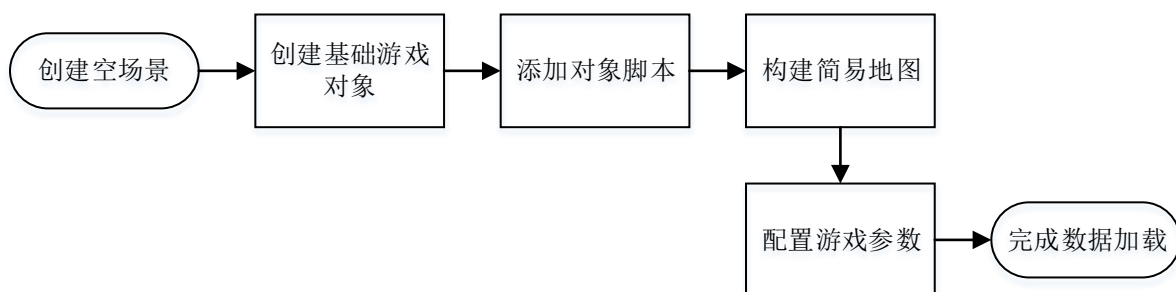 创建空场景
创建基础游戏
对象
添加对象脚本
构建简易地图
配置游戏参数
完成数据加载